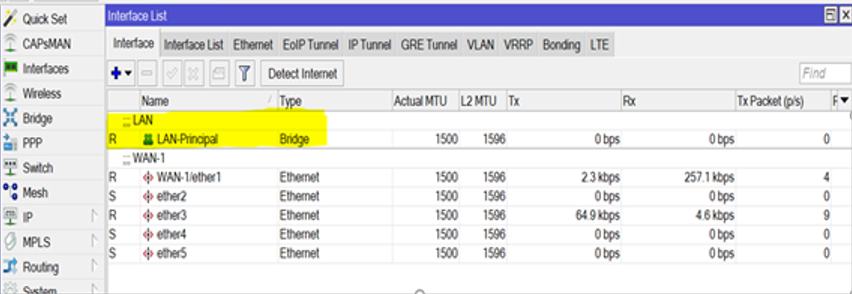 Quick Set
CAPsMAN
Interfaces
Wireless
Bridge
PPP
Switch
Mesh
IP
MPLS
Routing
System
Interface List
Interface Interface List Ethernet EoIP Tunnel IP Tunnel GRE Tunnel VLAN VRRP Bonding LTE
Detect Internet Find
Name Type Actual MTU L2 MTU Tx Rx Tx Packet (p/s) F
::: LAN
R LAN-Principal Bridge 1500 1596 0 bps 0 bps 0
::: WAN-1
R WAN-1/ether1 Ethernet 1500 1596 2.3 kbps 257.1 kbps 4
S ether2 Ethernet 1500 1596 0 bps 0 bps 0
R ether3 Ethernet 1500 1596 64.9 kbps 4.6 kbps 9
S ether4 Ethernet 1500 1596 0 bps 0 bps 0
S ether5 Ethernet 1500 1596 0 bps 0 bps 0